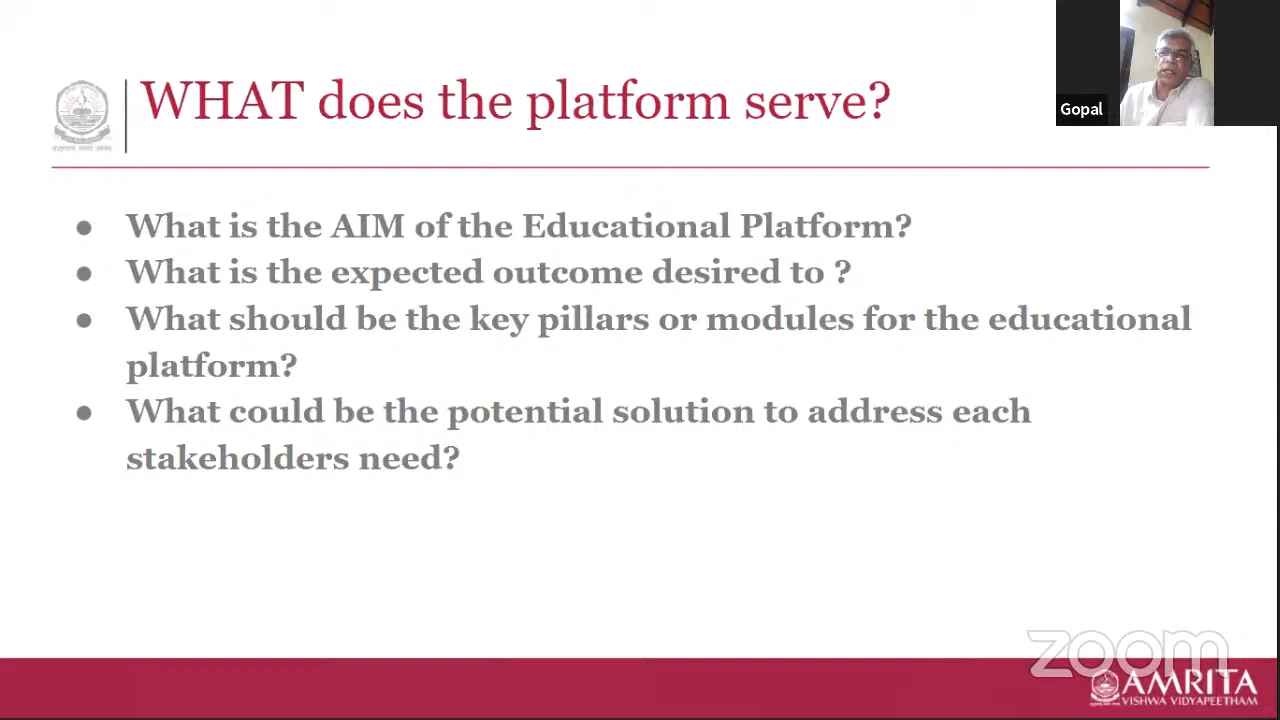 WHAT does the platform serve?
Gopal
● What is the AIM of the Educational Platform?
● What is the expected outcome desired to ?
● What should be the key pillars or modules for the educational
platform?
● What could be the potential solution to address each
stakeholders need?
zoom
AMRITA
VISHWA VIDYAPEETHAM